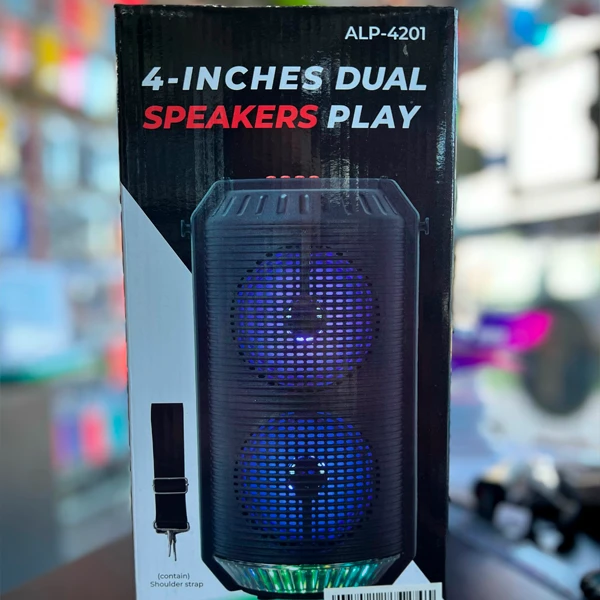 ALP-4201
4-INCHES DUAL
SPEAKERS PLAY
(contain)
Shoulder strap